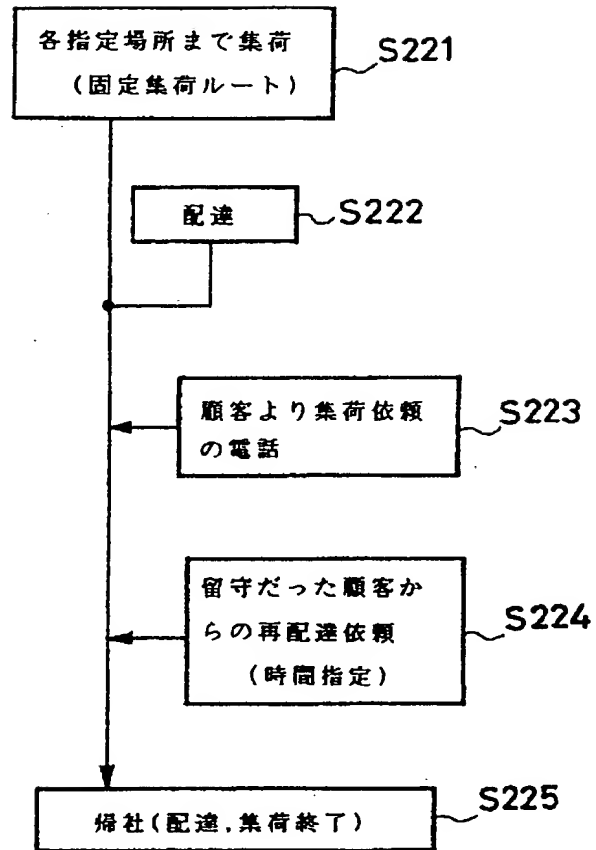 各指定場所まで集荷
(固定集荷ルート)
S221
配達
S222
顧客より集荷依頼
の電話
S223
留守だった顧客か
らの再配達依頼
(時間指定)
S224
帰社(配達,集荷終了)
S225